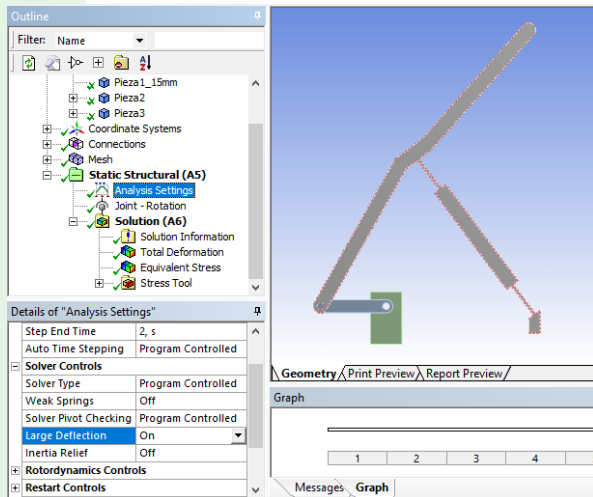 Outline
Filter: Name
Pieza1_15mm
Pieza2
Pieza3
Coordinate Systems
Connections
Mesh
Static Structural (A5)
Analysis Settings
Joint - Rotation
Solution (A6)
Solution Information
Total Deformation
Equivalent Stress
Stress Tool
Details of "Analysis Settings"
Step End Time 2, s
Auto Time Stepping Program Controlled
Solver Controls
Solver Type Program Controlled
Weak Springs Off
Solver Pivot Checking Program Controlled
Large Deflection On
Inertia Relief Off
Rotordynamics Controls
Restart Controls
Geometry Print Preview Report Preview
Graph
1 2 3 4
Messages Graph